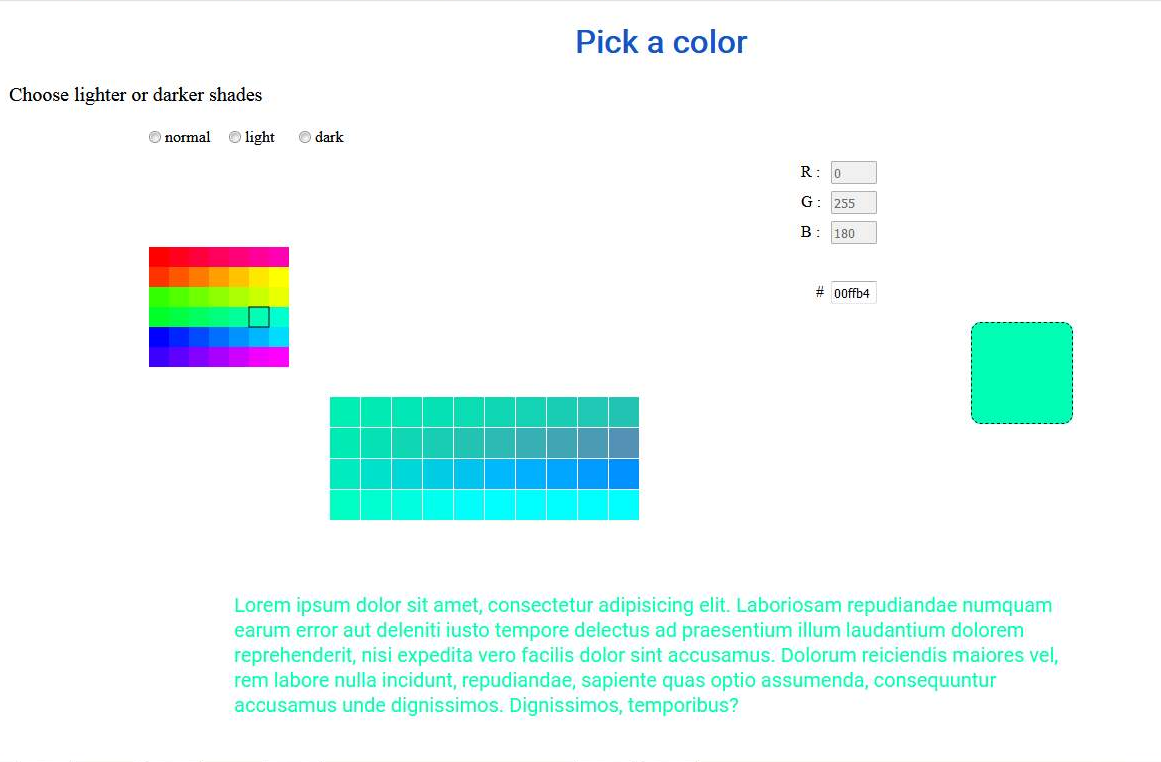 Pick a color
Choose lighter or darker shades
normal light dark
R : 0
G : 255
B : 180
# 00ffb4
Lorem ipsum dolor sit amet, consectetur adipisicing elit. Laboriosam repudiandae numquam
earum error aut deleniti iusto tempore delectus ad praesentium illum laudantium dolorem
reprehenderit, nisi expedita vero facilis dolor sint accusamus. Dolorum reiciendis maiores vel,
rem labore nulla incidunt, repudiandae, sapiente quas optio assumenda, consequuntur
accusamus unde dignissimos. Dignissimos, temporibus?